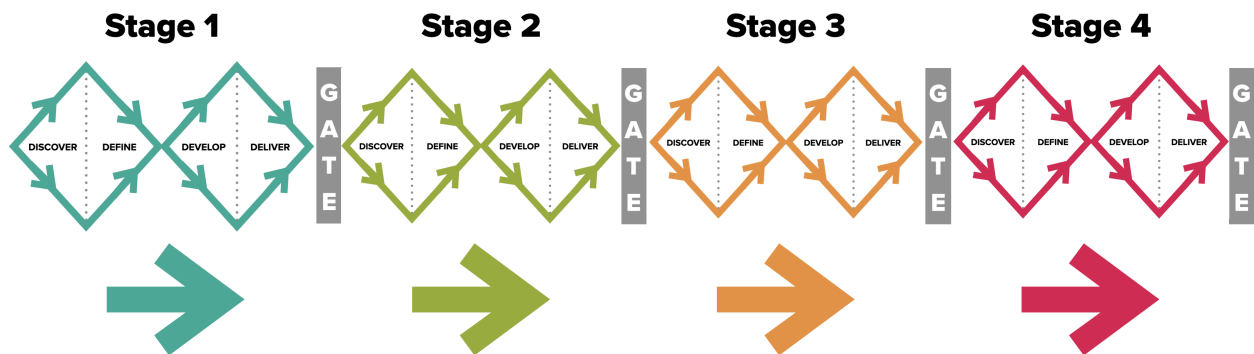 Stage 1
Stage 2
Stage 3
Stage 4
DISCOVER
DEFINE
DEVELOP
DELIVER
GATE
DISCOVER
DEFINE
DEVELOP
DELIVER
GATE
DISCOVER
DEFINE
DEVELOP
DELIVER
GATE
DISCOVER
DEFINE
DEVELOP
DELIVER
GATE